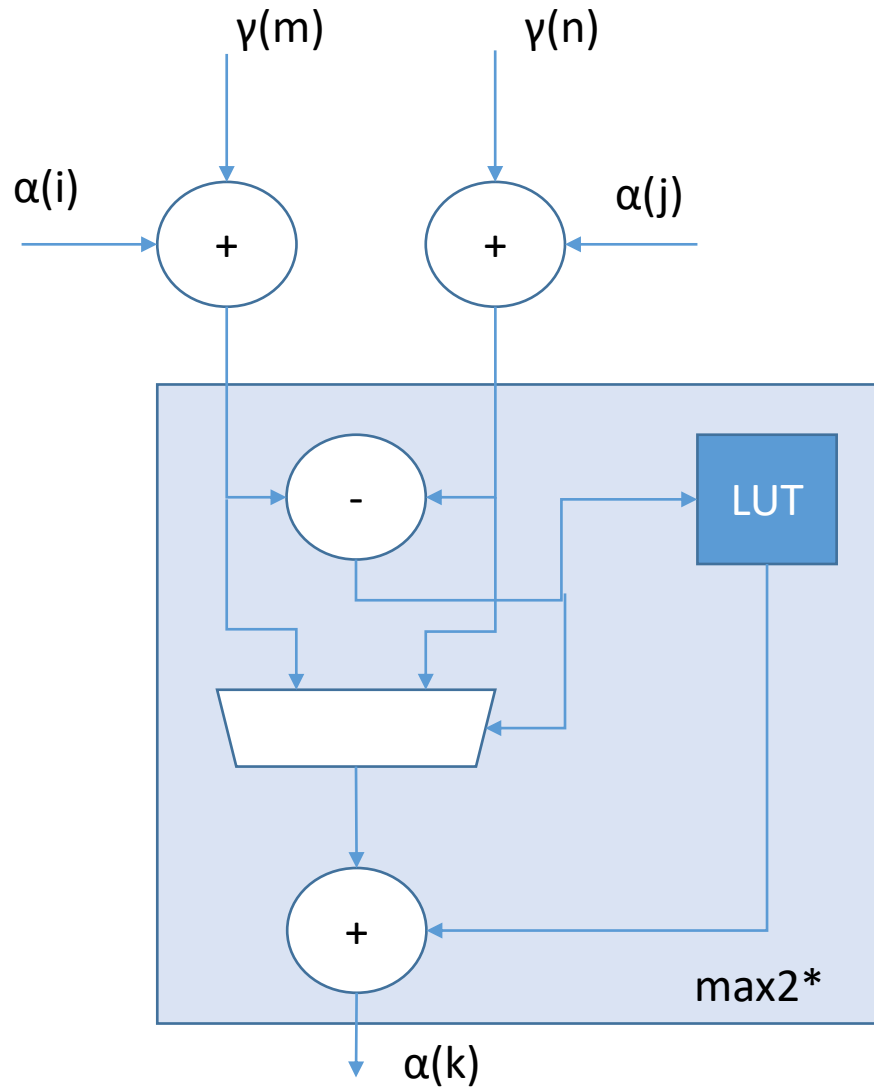 γ(m)
γ(n)
α(i)
α(j)
+
+
-
LUT
+
max2*
α(k)